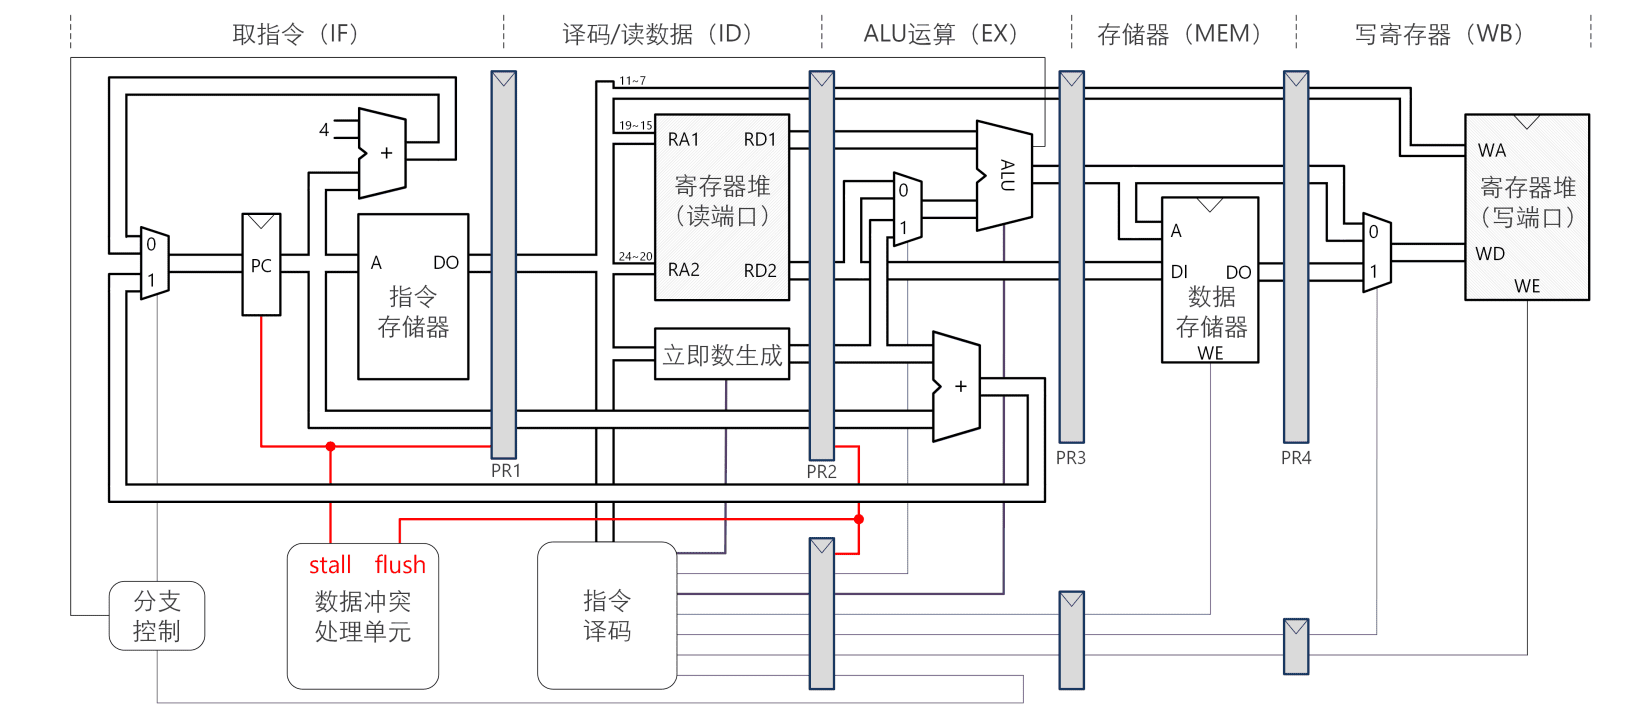 取指令（IF）
译码/读数据（ID）
ALU运算（EX）
存储器（MEM）
写寄存器（WB）
11~7
4
+
19~15
RA1
RD1
寄存器堆
（读端口）
24~20
RA2
RD2
0
1
ALU
WA
寄存器堆
（写端口）
WD
WE
0
1
PC
A
DO
指令
存储器
A
DI
DO
数据
存储器
WE
0
1
立即数生成
+
PR1
PR2
PR3
PR4
stall
flush
数据冲突
处理单元
分支
控制
指令
译码